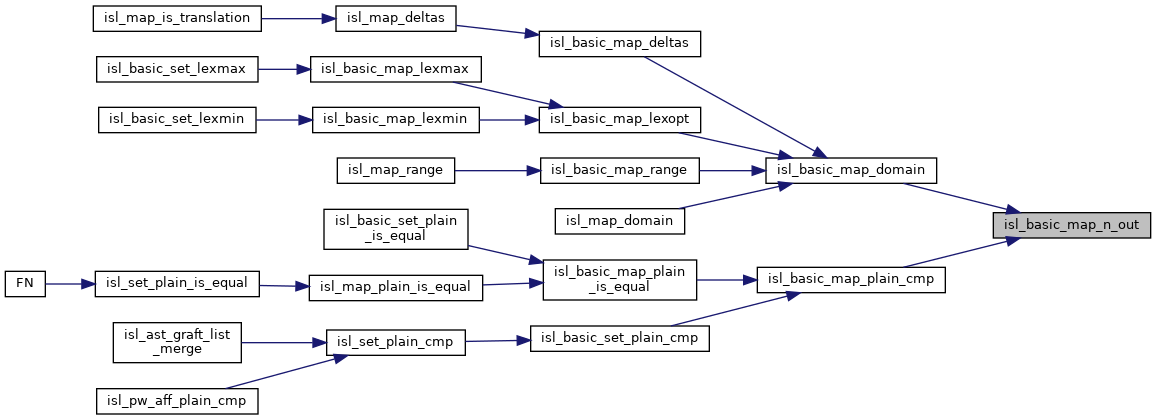 isl_map_is_translation
isl_map_deltas
isl_basic_map_deltas
isl_basic_set_lexmax
isl_basic_map_lexmax
isl_basic_set_lexmin
isl_basic_map_lexmin
isl_basic_map_lexopt
isl_map_range
isl_basic_map_range
isl_basic_map_domain
isl_map_domain
isl_basic_map_n_out
isl_basic_set_plain
_is_equal
FN
isl_set_plain_is_equal
isl_map_plain_is_equal
isl_basic_map_plain
_is_equal
isl_basic_map_plain_cmp
isl_ast_graft_list
_merge
isl_set_plain_cmp
isl_basic_set_plain_cmp
isl_pw_aff_plain_cmp